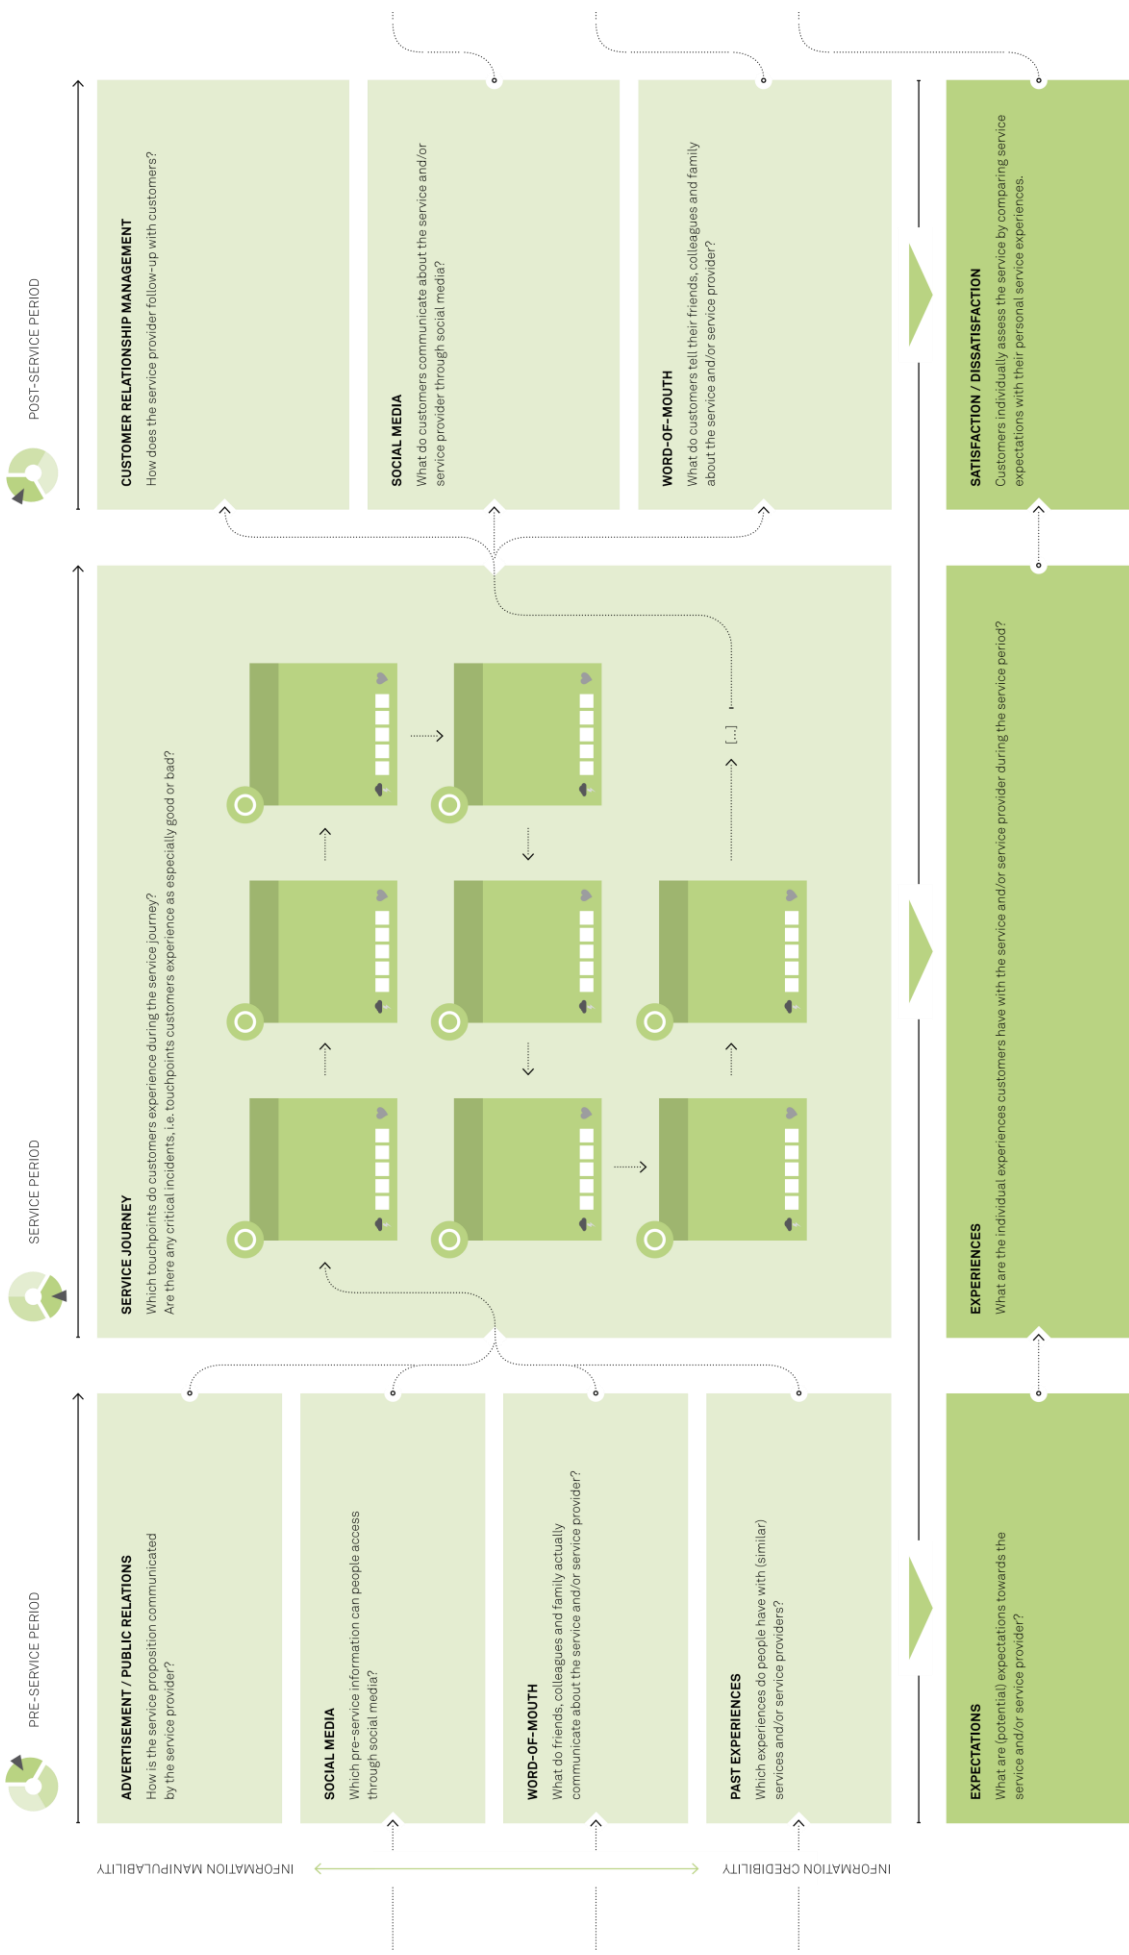 PRE-SERVICE PERIOD
SERVICE PERIOD
POST-SERVICE PERIOD
INFORMATION MANIPULABILITY
INFORMATION CREDIBILITY
ADVERTISEMENT / PUBLIC RELATIONS
How is the service proposition communicated
by the service provider?
SOCIAL MEDIA
Which pre-service information can people access
through social media?
WORD-OF-MOUTH
What do friends, colleagues and family actually
communicate about the service and/or service provider?
PAST EXPERIENCES
Which experiences do people have with (similar)
services and/or service providers?
SERVICE JOURNEY
Which touchpoints do customers experience during the service journey?
Are there any critical incidents, i.e. touchpoints customers experience as especially good or bad?
[...]
CUSTOMER RELATIONSHIP MANAGEMENT
How does the service provider follow-up with customers?
SOCIAL MEDIA
What do customers communicate about the service and/or
service provider through social media?
WORD-OF-MOUTH
What do customers tell their friends, colleagues and family
about the service and/or service provider?
EXPECTATIONS
What are (potential) expectations towards the
service and/or service provider?
EXPERIENCES
What are the individual experiences customers have with the service and/or service provider during the service period?
SATISFACTION / DISSATISFACTION
Customers individually assess the service by comparing service
expectations with their personal service experiences.